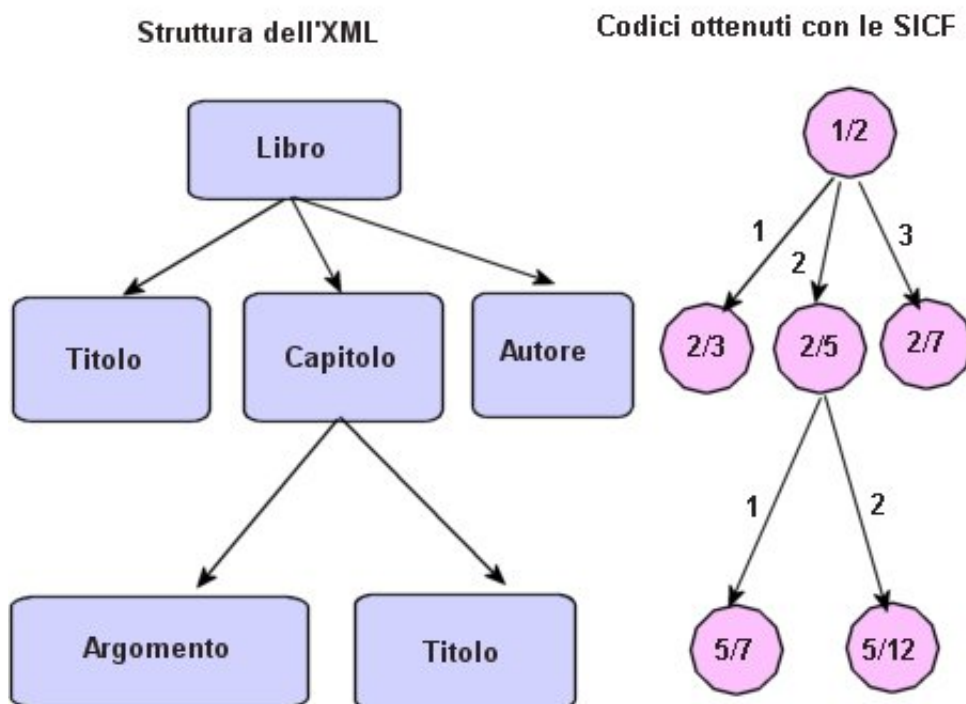 Struttura dell'XML
Codici ottenuti con le SICF
Libro
1/2
1
2
3
Titolo
Capitolo
Autore
2/3
2/5
2/7
1
2
Argomento
Titolo
5/7
5/12